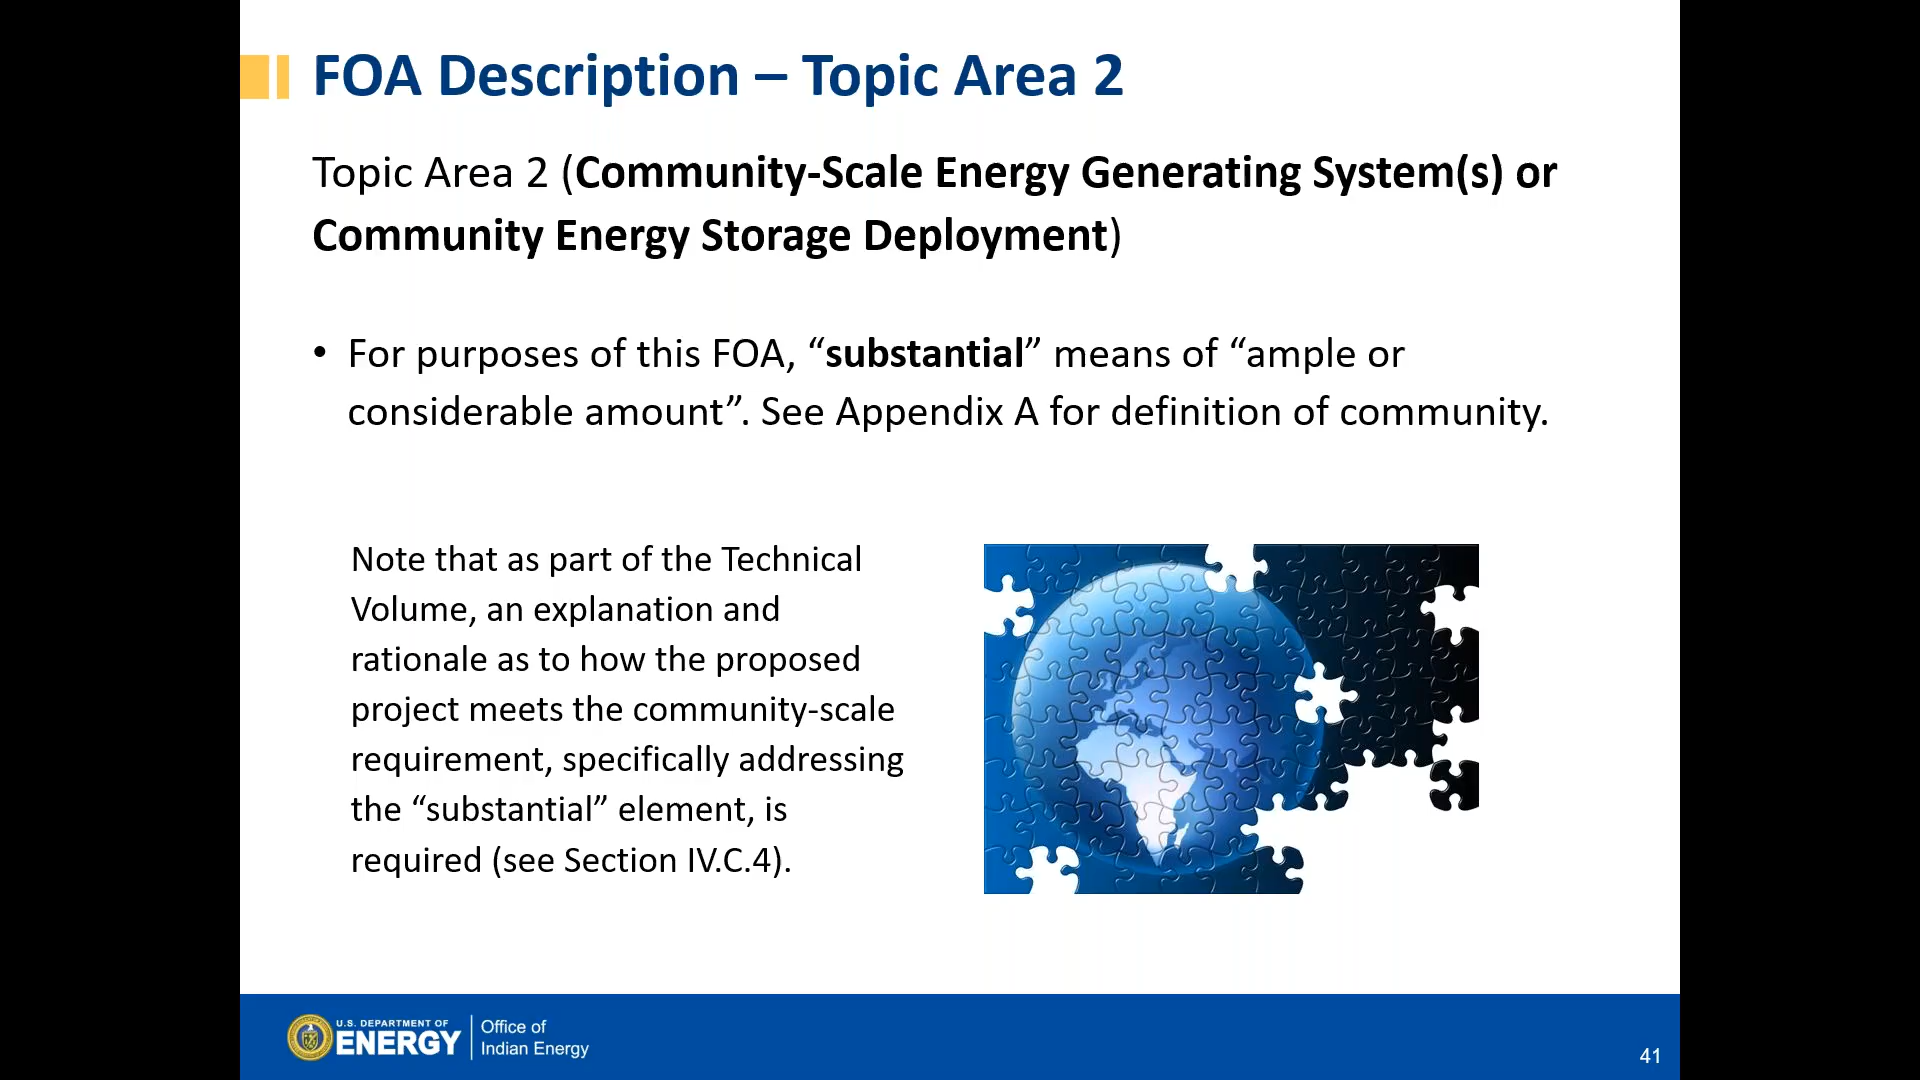 FOA Description – Topic Area 2
Topic Area 2 (Community-Scale Energy Generating System(s) or
Community Energy Storage Deployment)
• For purposes of this FOA, “substantial” means of “ample or
considerable amount”. See Appendix A for definition of community.
Note that as part of the Technical
Volume, an explanation and
rationale as to how the proposed
project meets the community-scale
requirement, specifically addressing
the “substantial” element, is
required (see Section IV.C.4).
U.S. DEPARTMENT OF
ENERGY
Office of
Indian Energy
41